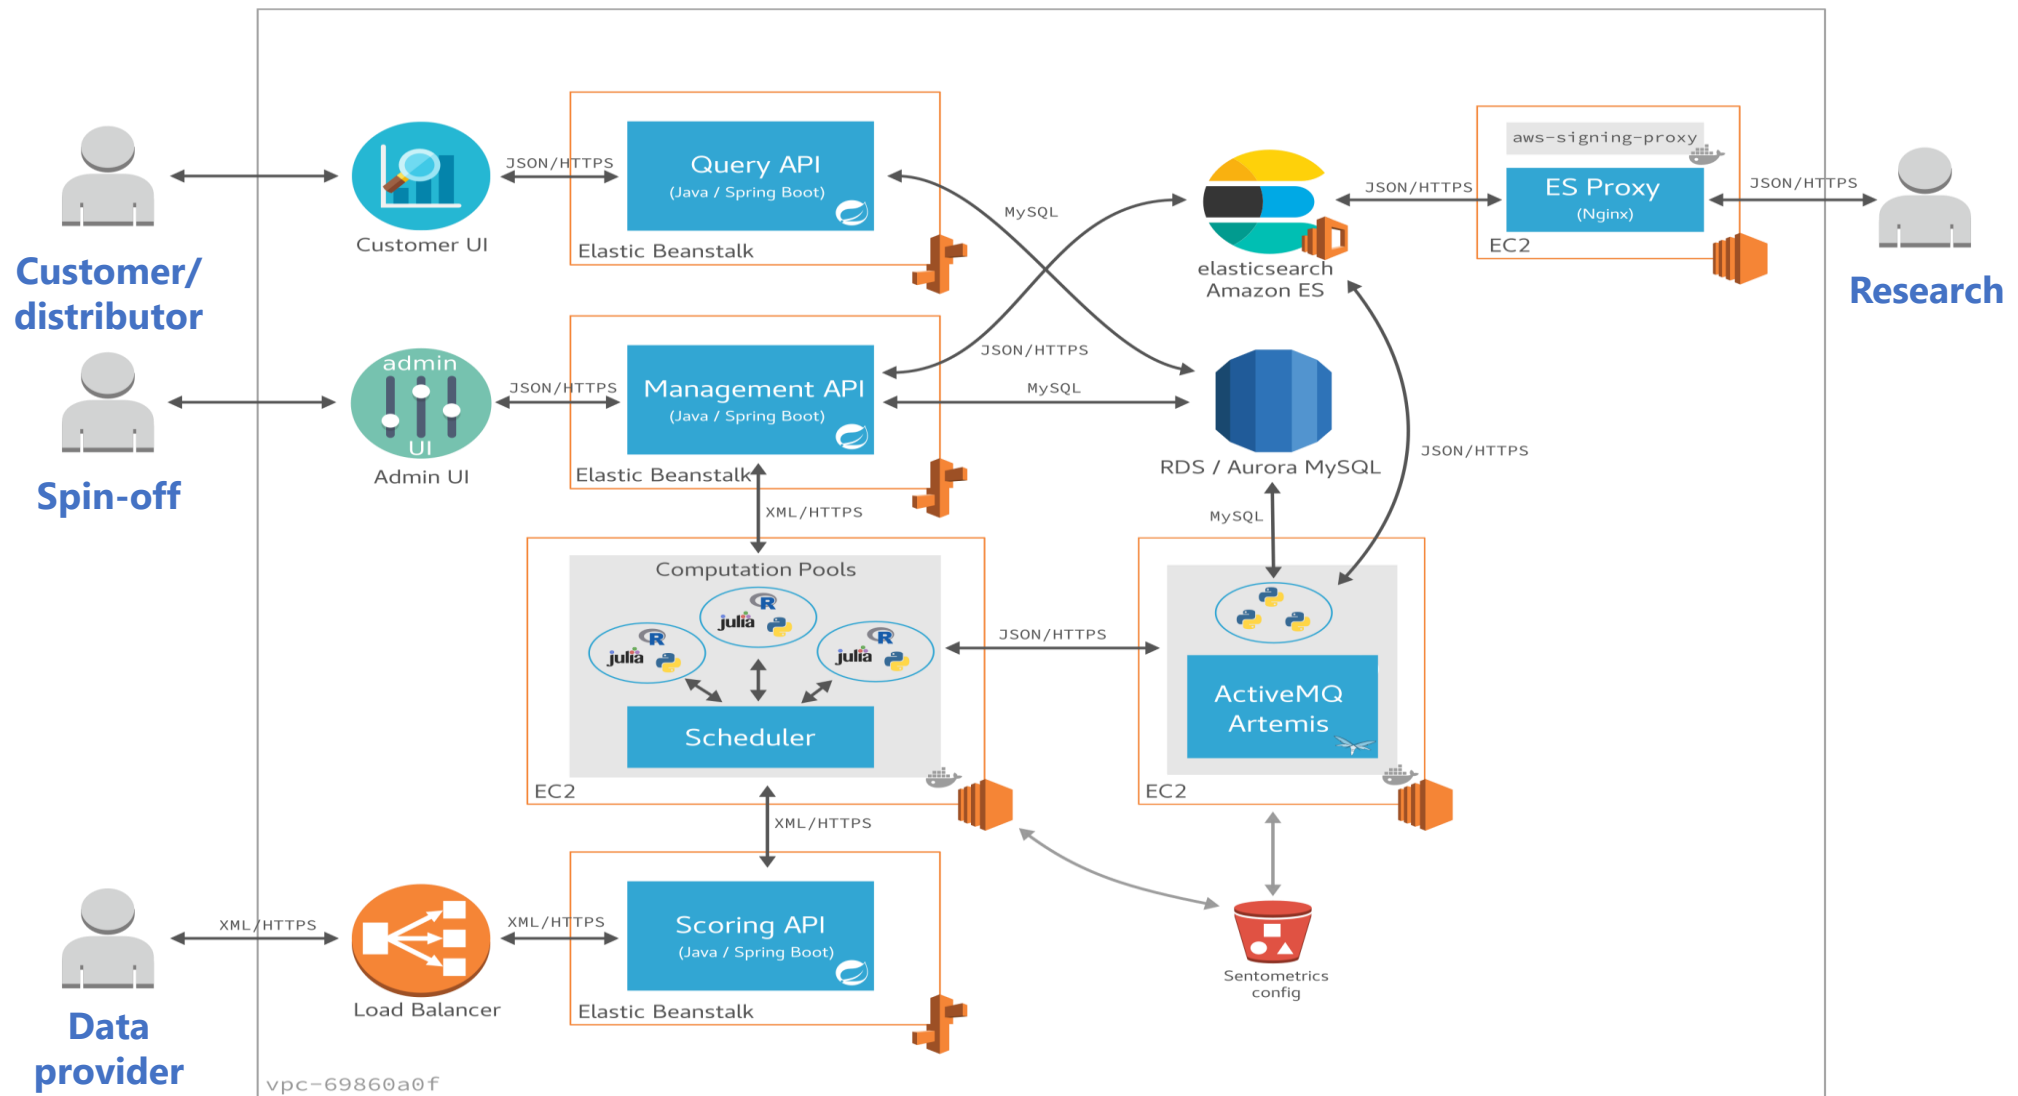 Customer/
distributor
Customer UI
JSON/HTTPS
Query API
(Java / Spring Boot)
Elastic Beanstalk
MySQL
elasticsearch
Amazon ES
JSON/HTTPS
aws-signing-proxy
ES Proxy
(Nginx)
EC2
JSON/HTTPS
Research
Spin-off
admin
UI
Admin UI
JSON/HTTPS
Management API
(Java / Spring Boot)
Elastic Beanstalk
JSON/HTTPS
MySQL
RDS / Aurora MySQL
JSON/HTTPS
XML/HTTPS
MySQL
Computation Pools
R
julia
R
julia
R
julia
Scheduler
EC2
JSON/HTTPS
ActiveMQ
Artemis
EC2
XML/HTTPS
Data
provider
XML/HTTPS
Load Balancer
XML/HTTPS
Scoring API
(Java / Spring Boot)
Elastic Beanstalk
Sentometrics
config
vpc-69860a0f